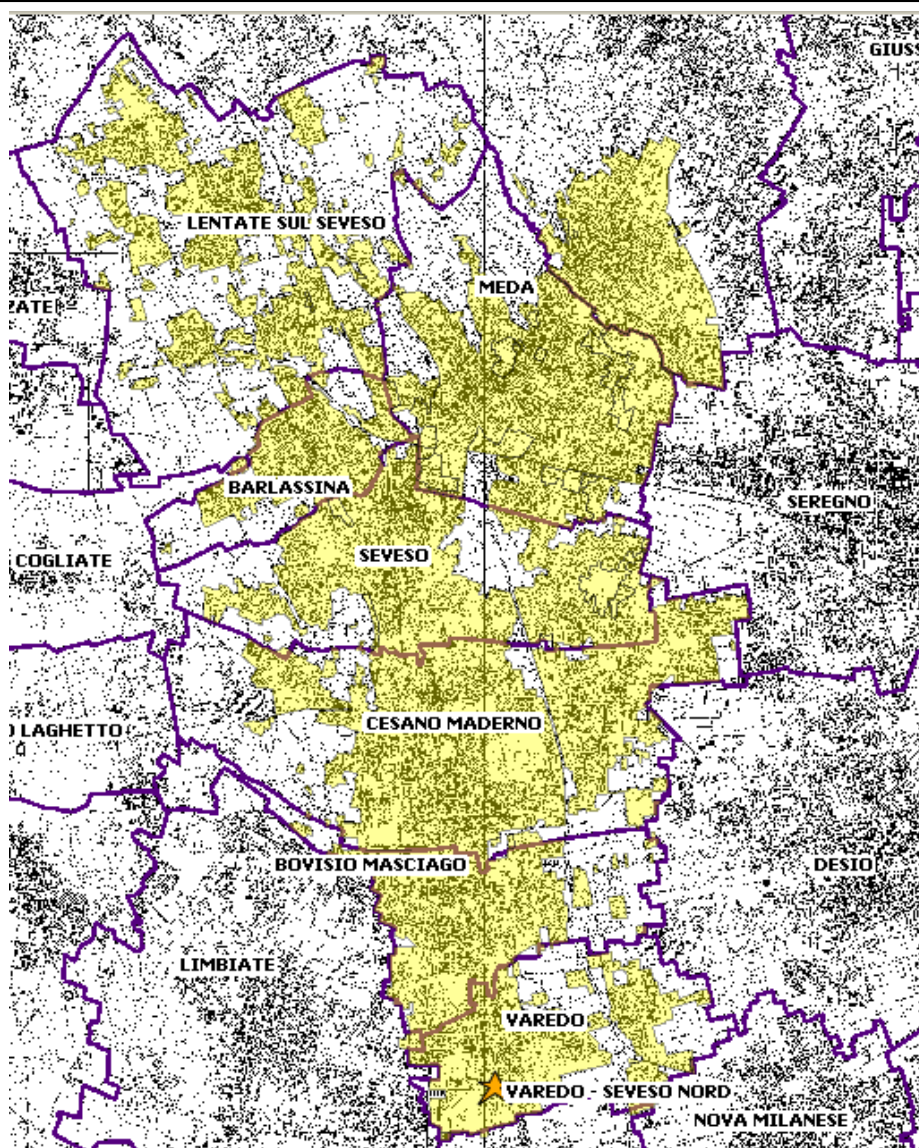 GIUS
LENTATE SUL SEVESO
MEDA
ZATE
BARLASSINA
SEREGNO
SEVESO
COGLIATE
CESANO MADERNO
O LAGHETTO
BOVISIO MASCIAGO
DESIO
LIMBIATE
VAREDO
VAREDO - SEVESO NORD
NOVA MILANESE